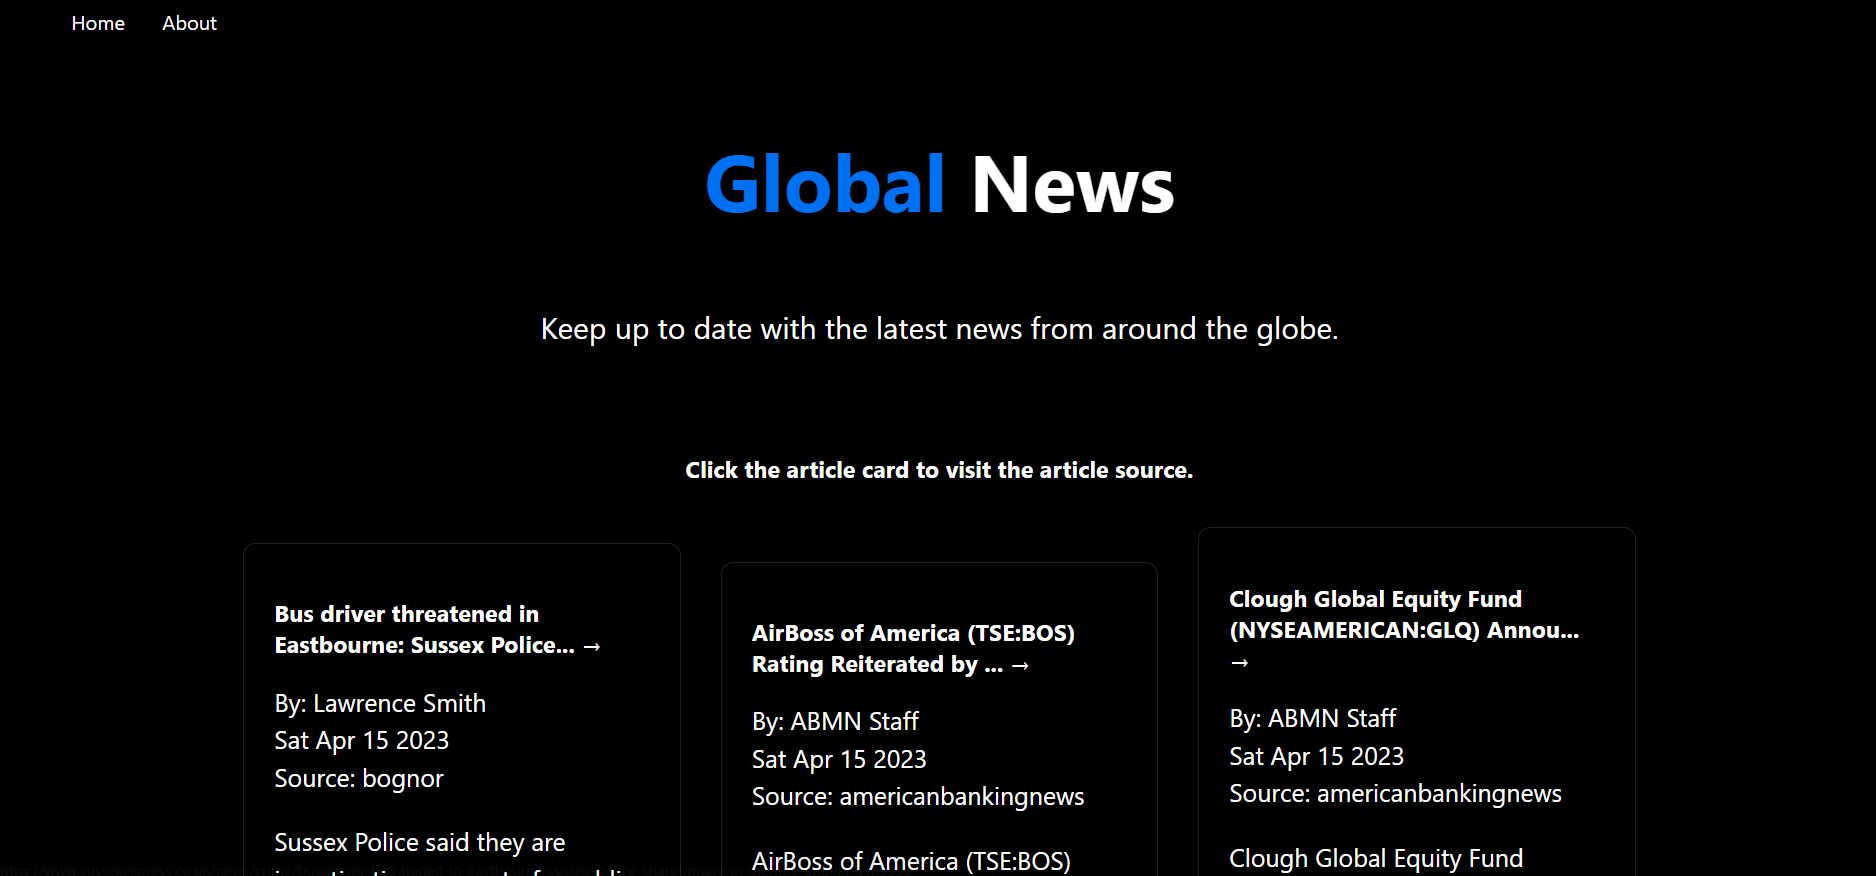 Home About
Global News
Keep up to date with the latest news from around the globe.
Click the article card to visit the article source.
Bus driver threatened in
Eastbourne: Sussex Police... →
By: Lawrence Smith
Sat Apr 15 2023
Source: bognor
Sussex Police said they are
AirBoss of America (TSE:BOS)
Rating Reiterated by ... →
By: ABMN Staff
Sat Apr 15 2023
Source: americanbankingnews
AirBoss of America (TSE:BOS)
Clough Global Equity Fund
(NYSEAMERICAN:GLQ) Annou...
→
By: ABMN Staff
Sat Apr 15 2023
Source: americanbankingnews
Clough Global Equity Fund